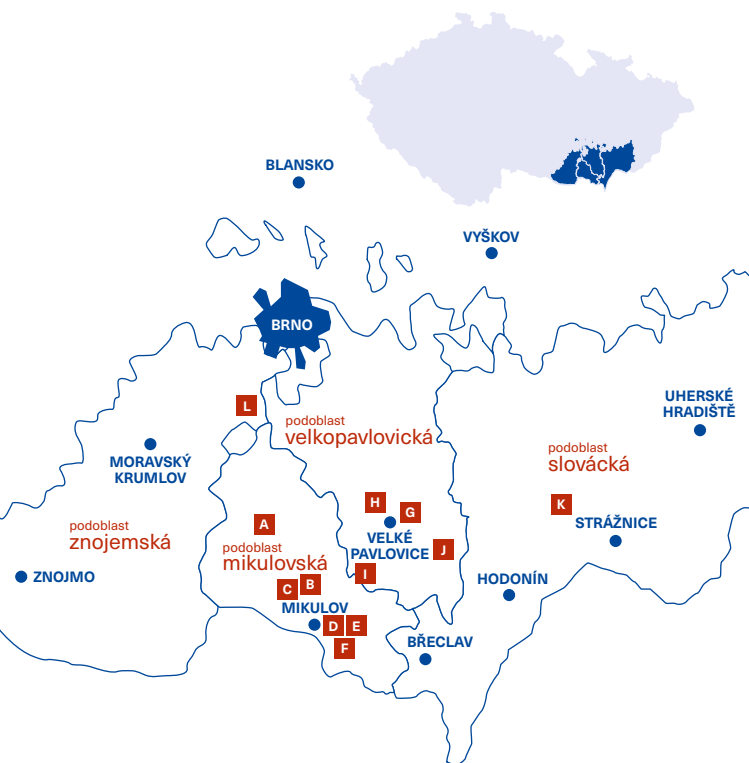 BLANSKO
VYŠKOV
BRNO
UHERSKÉ
HRADIŠTĚ
L
podoblast
velkopavlovická
MORAVSKÝ
KRUMLOV
podoblast
slovácká
H
G
K
A
STRÁŽNICE
podoblast
znojemská
VELKÉ
PAVLOVICE
J
podoblast
mikulovská
I
ZNOJMO
C
B
HODONÍN
MIKULOV
D
E
F
BŘECLAV